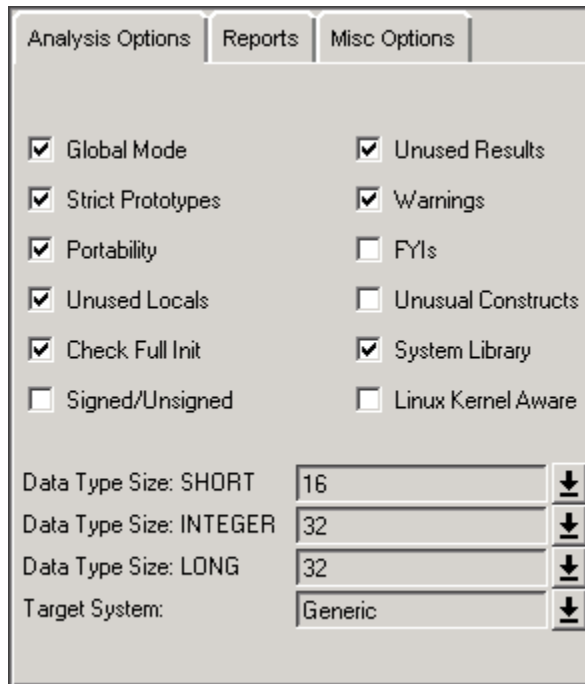 Analysis Options Reports Misc Options
Global Mode Unused Results
Strict Prototypes Warnings
Portability FYIs
Unused Locals Unusual Constructs
Check Full Init System Library
Signed/Unsigned Linux Kernel Aware
Data Type Size: SHORT 16
Data Type Size: INTEGER 32
Data Type Size: LONG 32
Target System: Generic